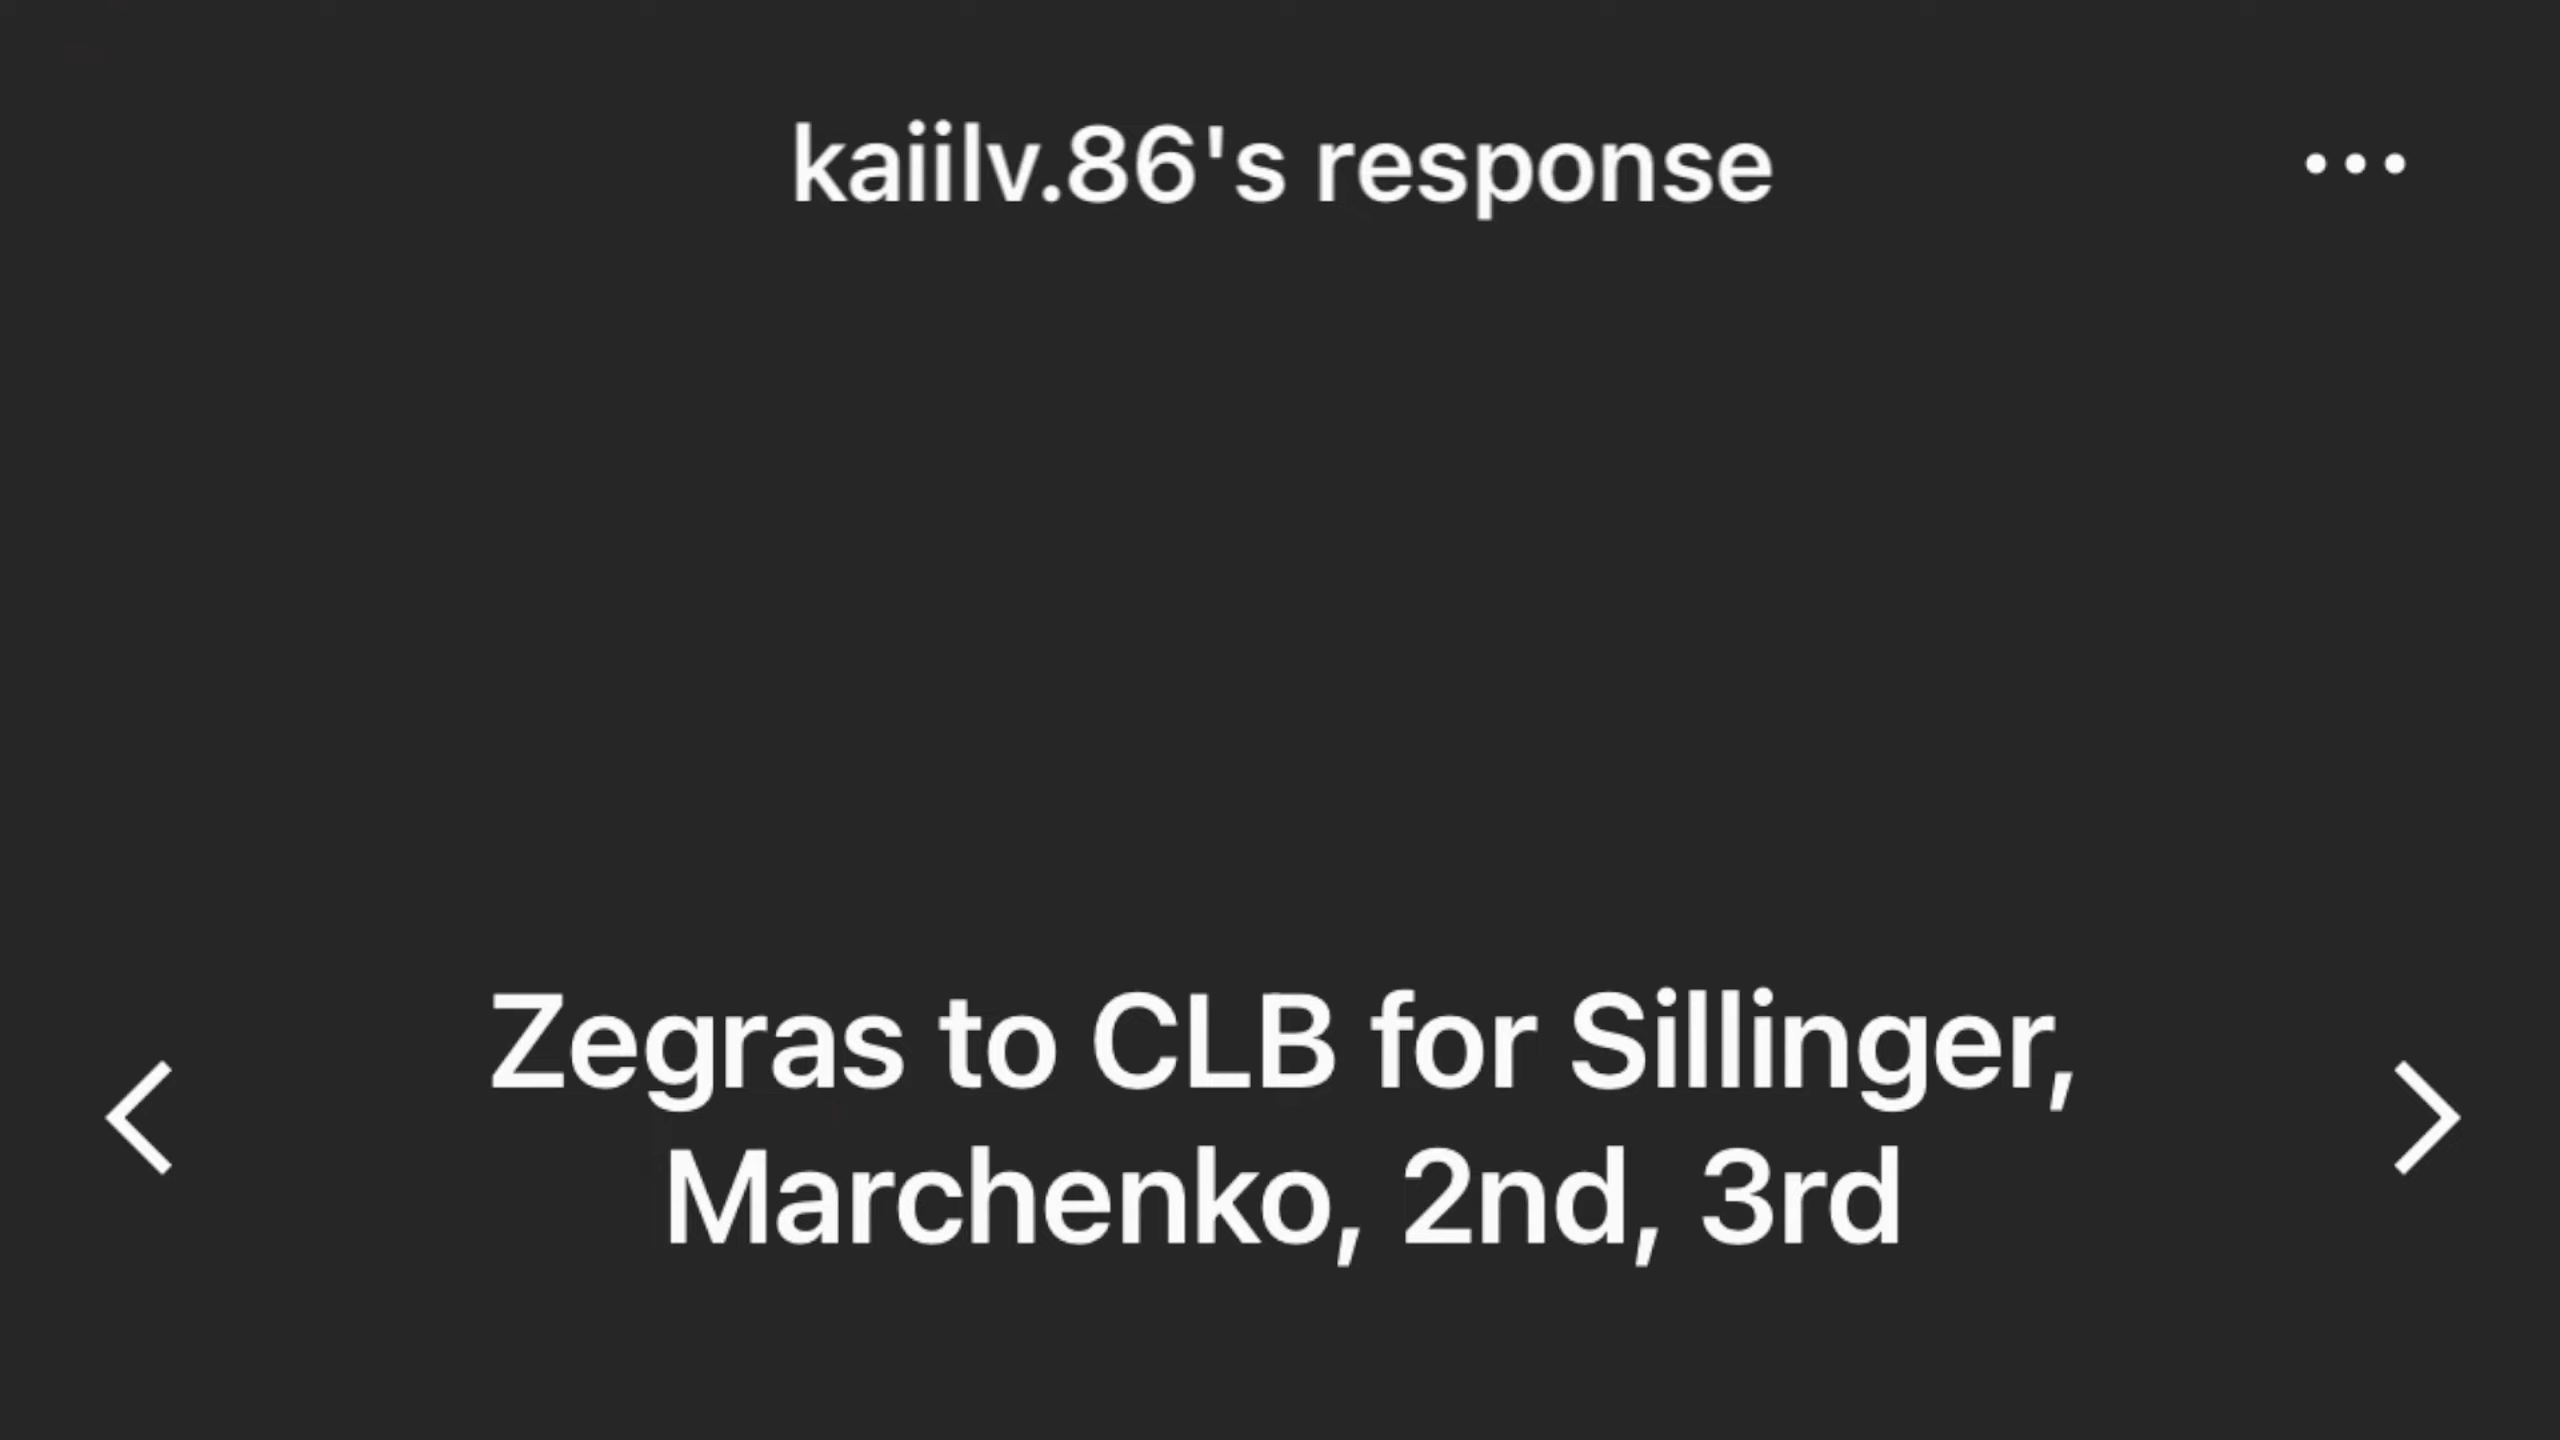 kaiilv.86's response
Zegras to CLB for Sillinger,
Marchenko, 2nd, 3rd